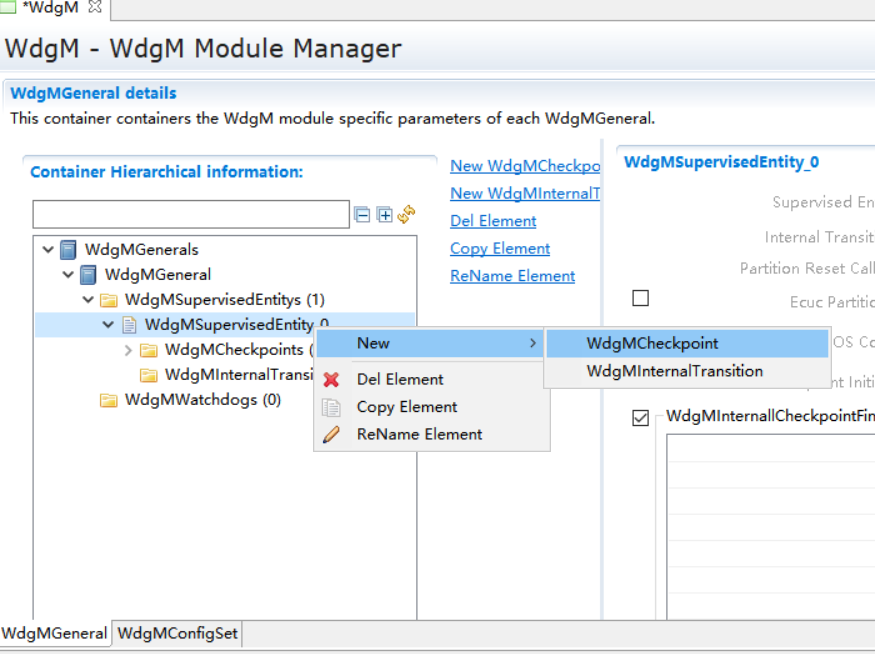 *WdgM
WdgM - WdgM Module Manager
WdgMGeneral details
This container containers the WdgM module specific parameters of each WdgMGeneral.
Container Hierarchical information:
WdgMGenerals
WdgMGeneral
WdgMSupervisedEntitys (1)
WdgMSupervisedEntity_0
WdgMCheckpoints (
WdgMInternalTransi
WdgMWatchdogs (0)
New WdgMCheckpo
New WdgMInternalT
Del Element
Copy Element
ReName Element
New
Del Element
Copy Element
ReName Element
WdgMCheckpoint
WdgMInternalTransition
WdgMSupervisedEntity_0
Supervised En
Internal Transit
Partition Reset Call
Ecuc Partitic
OS Co
nt Initi
WdgMInternallCheckpointFin
WdgMGeneral
WdgMConfigSet